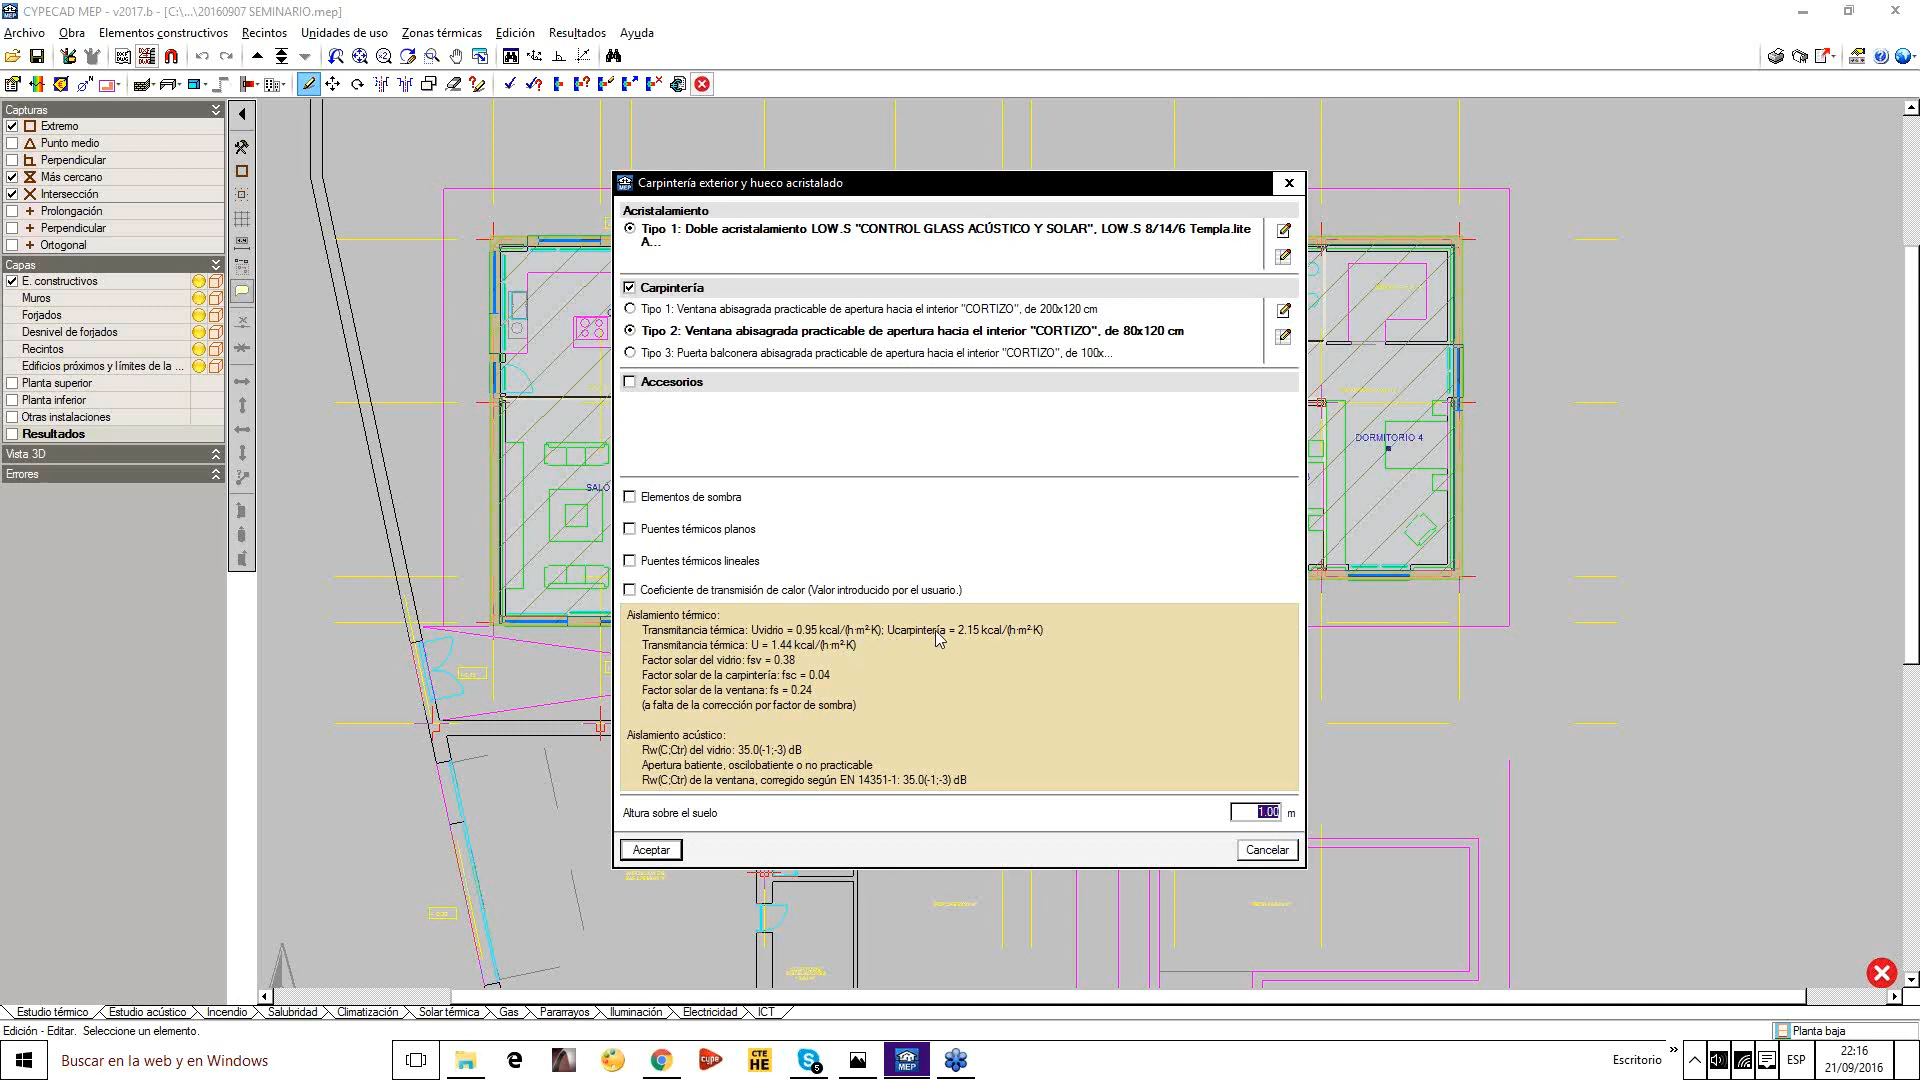 CYPECAD MEP - v2017.b - [C:\...\20160907 SEMINARIO.mep]
Archivo Obra Elementos constructivos Recintos Unidades de uso Zonas térmicas Edición Resultados Ayuda
Capturas
Extremo
Punto medio
Perpendicular
Más cercano
Intersección
Prolongación
Perpendicular
Ortogonal
Capas
E. constructivos
Muros
Forjados
Desnivel de forjados
Recintos
Edificios próximos y límites de la ...
Planta superior
Planta inferior
Otras instalaciones
Resultados
Vista 3D
Errores
SALÓ
DORMITORIO 4
MEP Carpintería exterior y hueco acristalado
Acristalamiento
Tipo 1: Doble acristalamiento LOW.S "CONTROL GLASS ACÚSTICO Y SOLAR", LOW.S 8/14/6 Templa.lite
A...
Carpintería
Tipo 1: Ventana abisagrada practicable de apertura hacia el interior "CORTIZO", de 200x120 cm
Tipo 2: Ventana abisagrada practicable de apertura hacia el interior "CORTIZO", de 80x120 cm
Tipo 3: Puerta balconera abisagrada practicable de apertura hacia el interior "CORTIZO", de 100x...
Accesorios
Elementos de sombra
Puentes térmicos planos
Puentes térmicos lineales
Coeficiente de transmisión de calor (Valor introducido por el usuario.)
Aislamiento térmico:
Transmitancia térmica: Uvidrio = 0.95 kcal/(h·m²·K); Ucarpintería = 2.15 kcal/(h·m²·K)
Transmitancia térmica: U = 1.44 kcal/(h·m²·K)
Factor solar del vidrio: fsv = 0.38
Factor solar de la carpintería: fsc = 0.04
Factor solar de la ventana: fs = 0.24
(a falta de la corrección por factor de sombra)
Aislamiento acústico:
Rw(C;Ctr) del vidrio: 35.0(-1;-3) dB
Apertura batiente, oscilobatiente o no practicable
Rw(C;Ctr) de la ventana, corregido según EN 14351-1: 35.0(-1;-3) dB
Altura sobre el suelo 1.00 m
Aceptar Cancelar
Estudio térmico Estudio acústico Incendio Salubridad Climatización Solar térmica Gas Pararrayos Iluminación Electricidad ICT
Edición - Editar. Seleccione un elemento. Planta baja
Buscar en la web y en Windows
cype
CTE
HE
5
MEP
Escritorio
ESP
22:16
21/09/2016